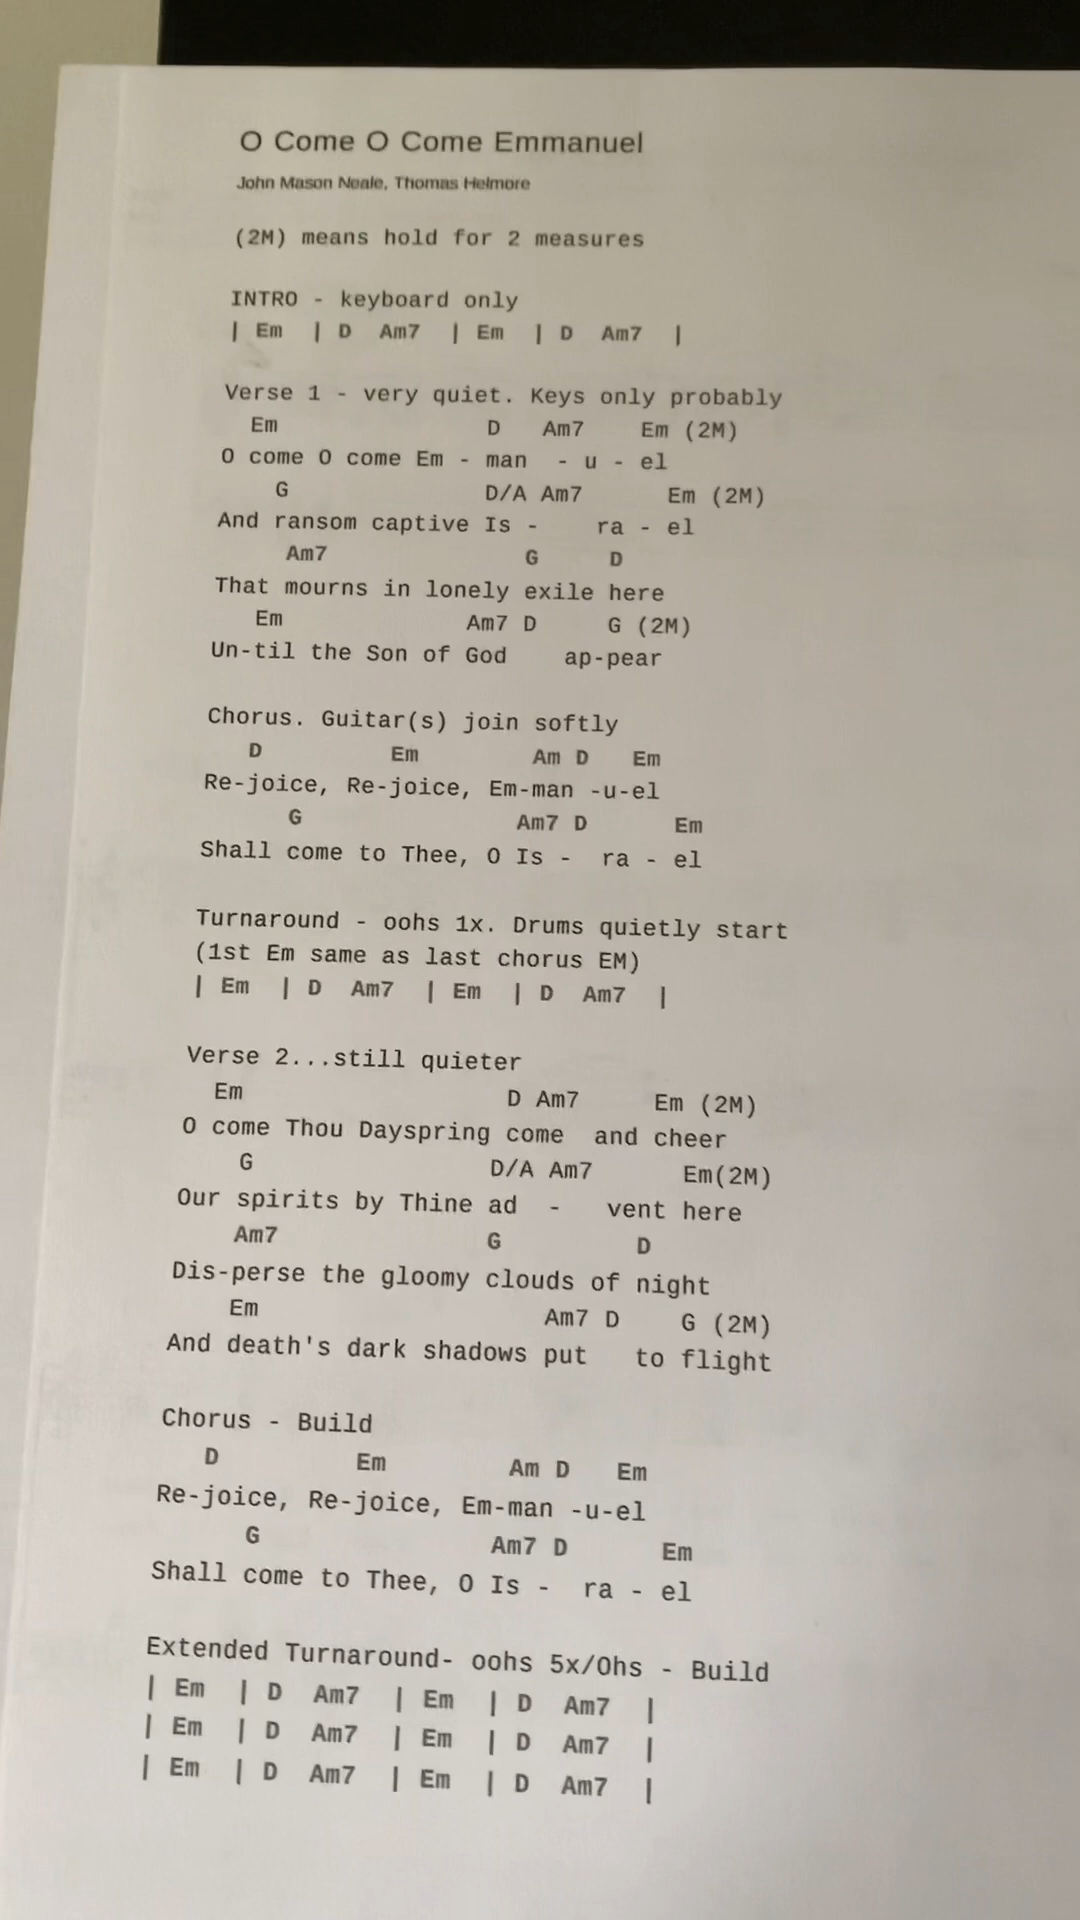 O Come O Come Emmanuel
John Mason Neale, Thomas Helmore
(2M) means hold for 2 measures
INTRO - keyboard only
| Em  | D  Am7  | Em  | D  Am7  |
Verse 1 - very quiet. Keys only probably
  Em                D   Am7    Em (2M)
O come O come Em - man  - u - el
    G              D/A Am7      Em (2M)
And ransom captive Is -    ra - el
     Am7              G     D
That mourns in lonely exile here
   Em             Am7 D     G (2M)
Un-til the Son of God    ap-pear
Chorus. Guitar(s) join softly
   D         Em        Am D   Em
Re-joice, Re-joice, Em-man -u-el
      G               Am7 D      Em
Shall come to Thee, O Is -  ra - el
Turnaround - oohs 1x. Drums quietly start
(1st Em same as last chorus EM)
| Em  | D  Am7  | Em  | D  Am7  |
Verse 2...still quieter
  Em                  D Am7     Em (2M)
O come Thou Dayspring come  and cheer
    G                D/A Am7      Em(2M)
Our spirits by Thine ad  -   vent here
    Am7              G         D
Dis-perse the gloomy clouds of night
    Em                   Am7 D    G (2M)
And death's dark shadows put   to flight
Chorus - Build
   D         Em        Am D   Em
Re-joice, Re-joice, Em-man -u-el
      G               Am7 D      Em
Shall come to Thee, O Is -  ra - el
Extended Turnaround- oohs 5x/Ohs - Build
| Em  | D  Am7  | Em  | D  Am7  |
| Em  | D  Am7  | Em  | D  Am7  |
| Em  | D  Am7  | Em  | D  Am7  |